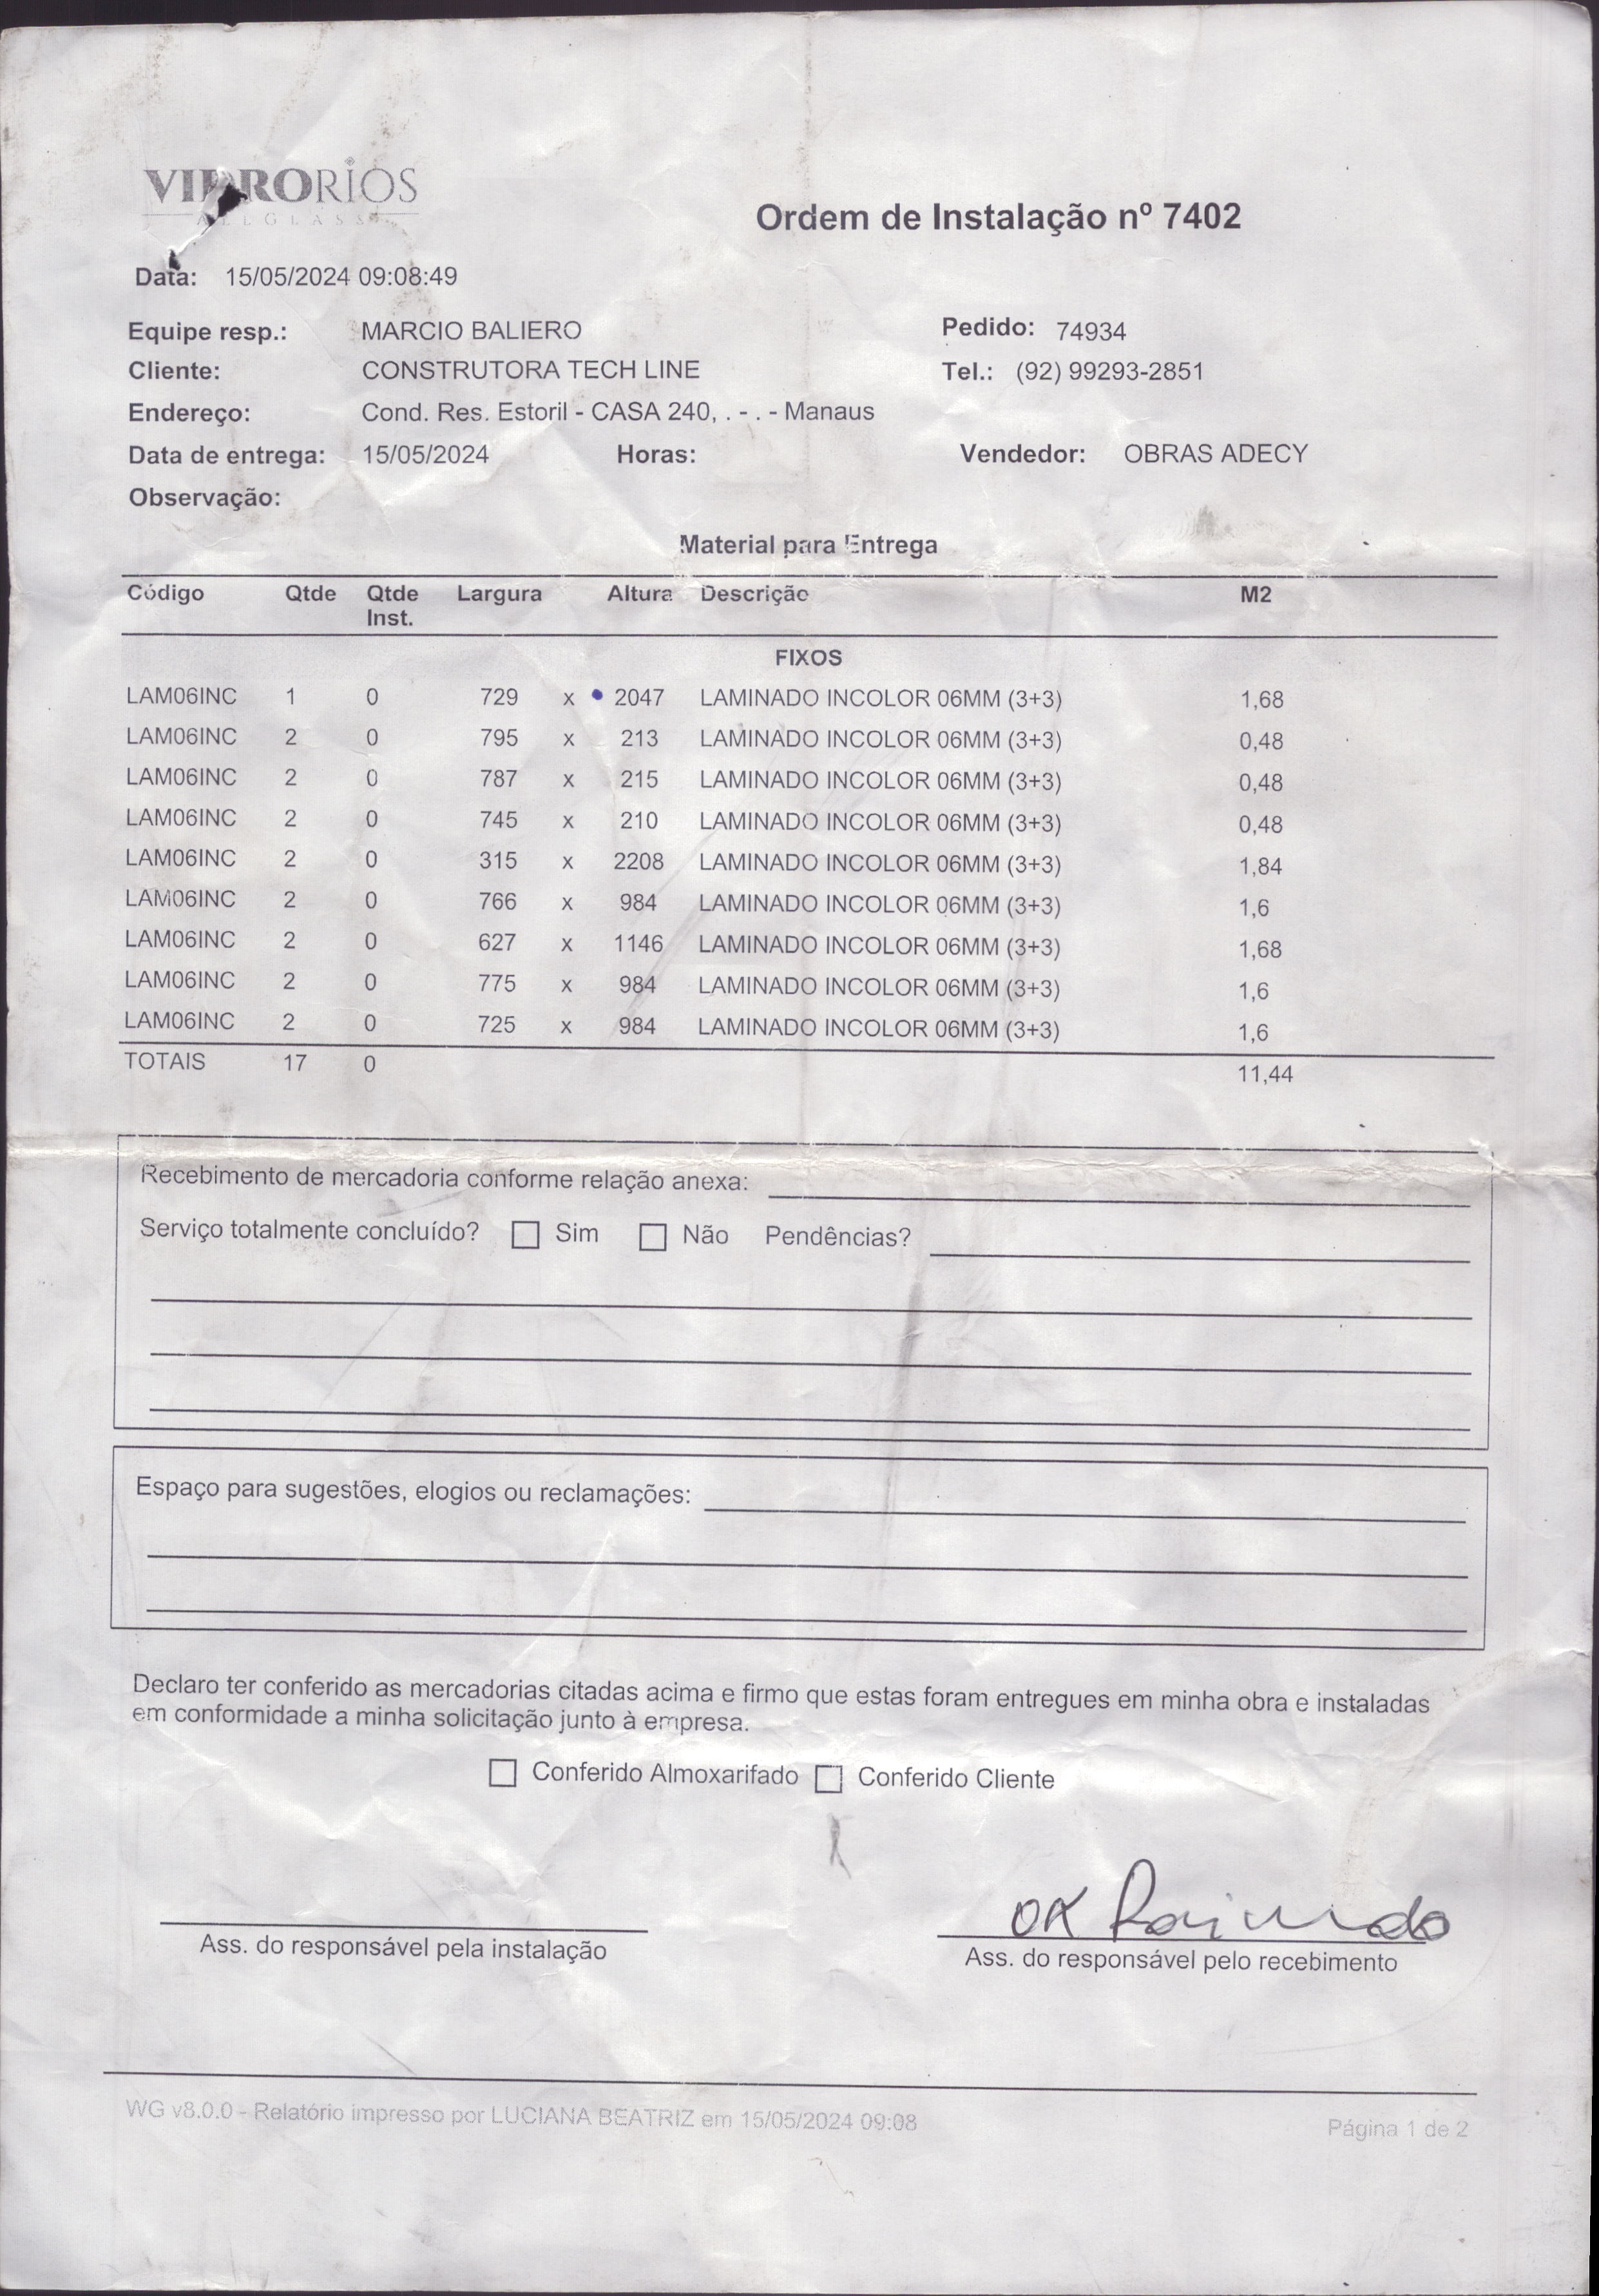 VIDRORIOS
ALLGLASS
Ordem de Instalação nº 7402
Data: 15/05/2024 09:08:49
Equipe resp.: MARCIO BALIERO Pedido: 74934
Cliente: CONSTRUTORA TECH LINE Tel.: (92) 99293-2851
Endereço: Cond. Res. Estoril - CASA 240, . - . - Manaus
Data de entrega: 15/05/2024 Horas: Vendedor: OBRAS ADECY
Observação:
Material para Entrega
Código Qtde Qtde Inst. Largura Altura Descrição M2
FIXOS
LAM06INC 1 0 729 x 2047 LAMINADO INCOLOR 06MM (3+3) 1,68
LAM06INC 2 0 795 x 213 LAMINADO INCOLOR 06MM (3+3) 0,48
LAM06INC 2 0 787 x 215 LAMINADO INCOLOR 06MM (3+3) 0,48
LAM06INC 2 0 745 x 210 LAMINADO INCOLOR 06MM (3+3) 0,48
LAM06INC 2 0 315 x 2208 LAMINADO INCOLOR 06MM (3+3) 1,84
LAM06INC 2 0 766 x 984 LAMINADO INCOLOR 06MM (3+3) 1,6
LAM06INC 2 0 627 x 1146 LAMINADO INCOLOR 06MM (3+3) 1,68
LAM06INC 2 0 775 x 984 LAMINADO INCOLOR 06MM (3+3) 1,6
LAM06INC 2 0 725 x 984 LAMINADO INCOLOR 06MM (3+3) 1,6
TOTAIS 17 0 11,44
Recebimento de mercadoria conforme relação anexa:
Serviço totalmente concluído? Sim Não Pendências?
Espaço para sugestões, elogios ou reclamações:
Declaro ter conferido as mercadorias citadas acima e firmo que estas foram entregues em minha obra e instaladas
em conformidade a minha solicitação junto à empresa.
Conferido Almoxarifado Conferido Cliente
OK Raimundo
Ass. do responsável pela instalação Ass. do responsável pelo recebimento
WG v8.0.0 - Relatório impresso por LUCIANA BEATRIZ em 15/05/2024 09:08 Página 1 de 2